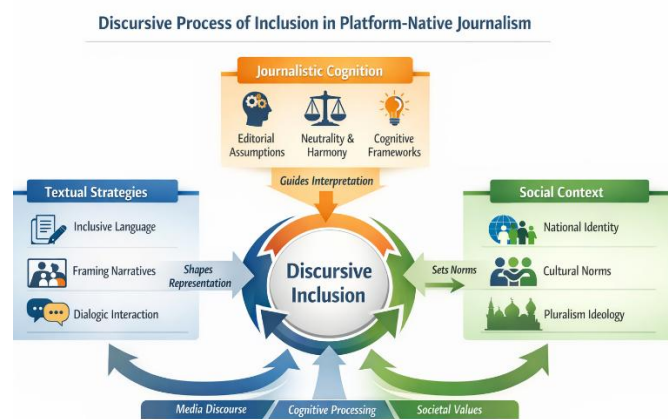 Discursive Process of Inclusion in Platform-Native Journalism
Journalistic Cognition
Editorial
Assumptions
Neutrality &
Harmony
Cognitive
Frameworks
Guides Interpretation
Textual Strategies
Inclusive Language
Framing Narratives
Dialogic Interaction
Shapes
Representation
Discursive
Inclusion
Sets Norms
Social Context
National Identity
Cultural Norms
Pluralism Ideology
Media Discourse
Cognitive Processing
Societal Values